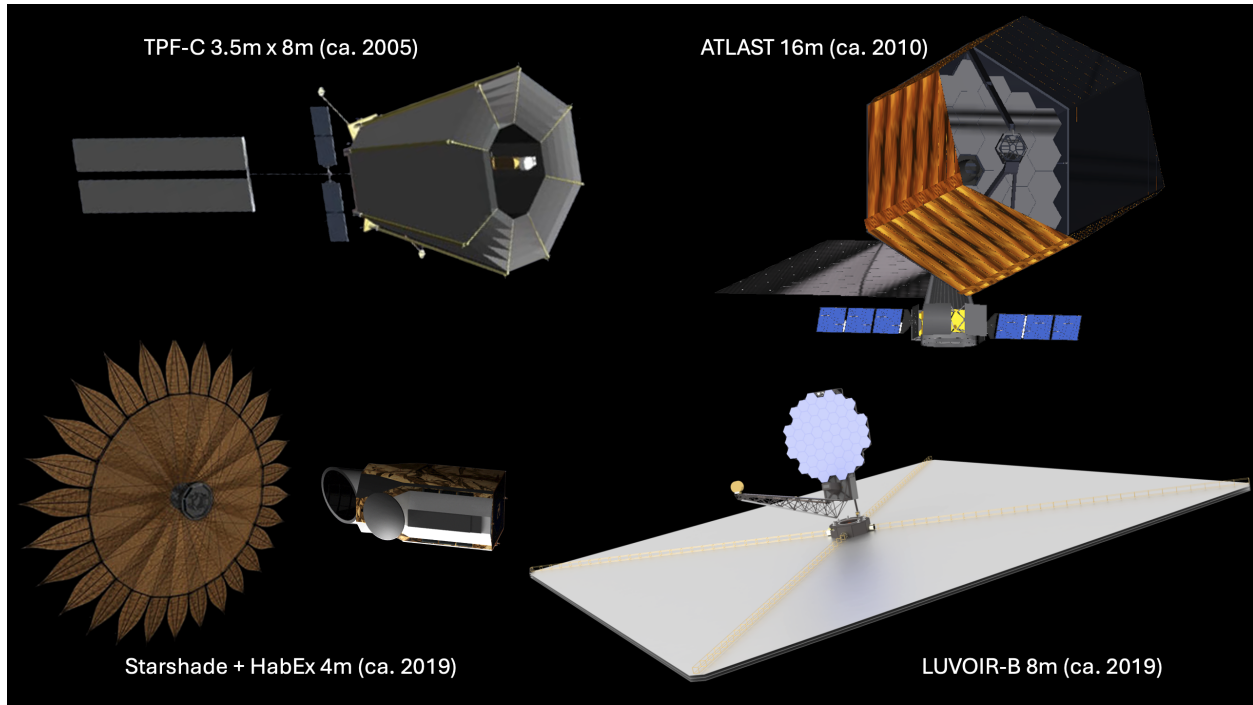 TPF-C 3.5m x 8m (ca. 2005)
ATLAST 16m (ca. 2010)
Starshade + HabEx 4m (ca. 2019)
LUVOIR-B 8m (ca. 2019)